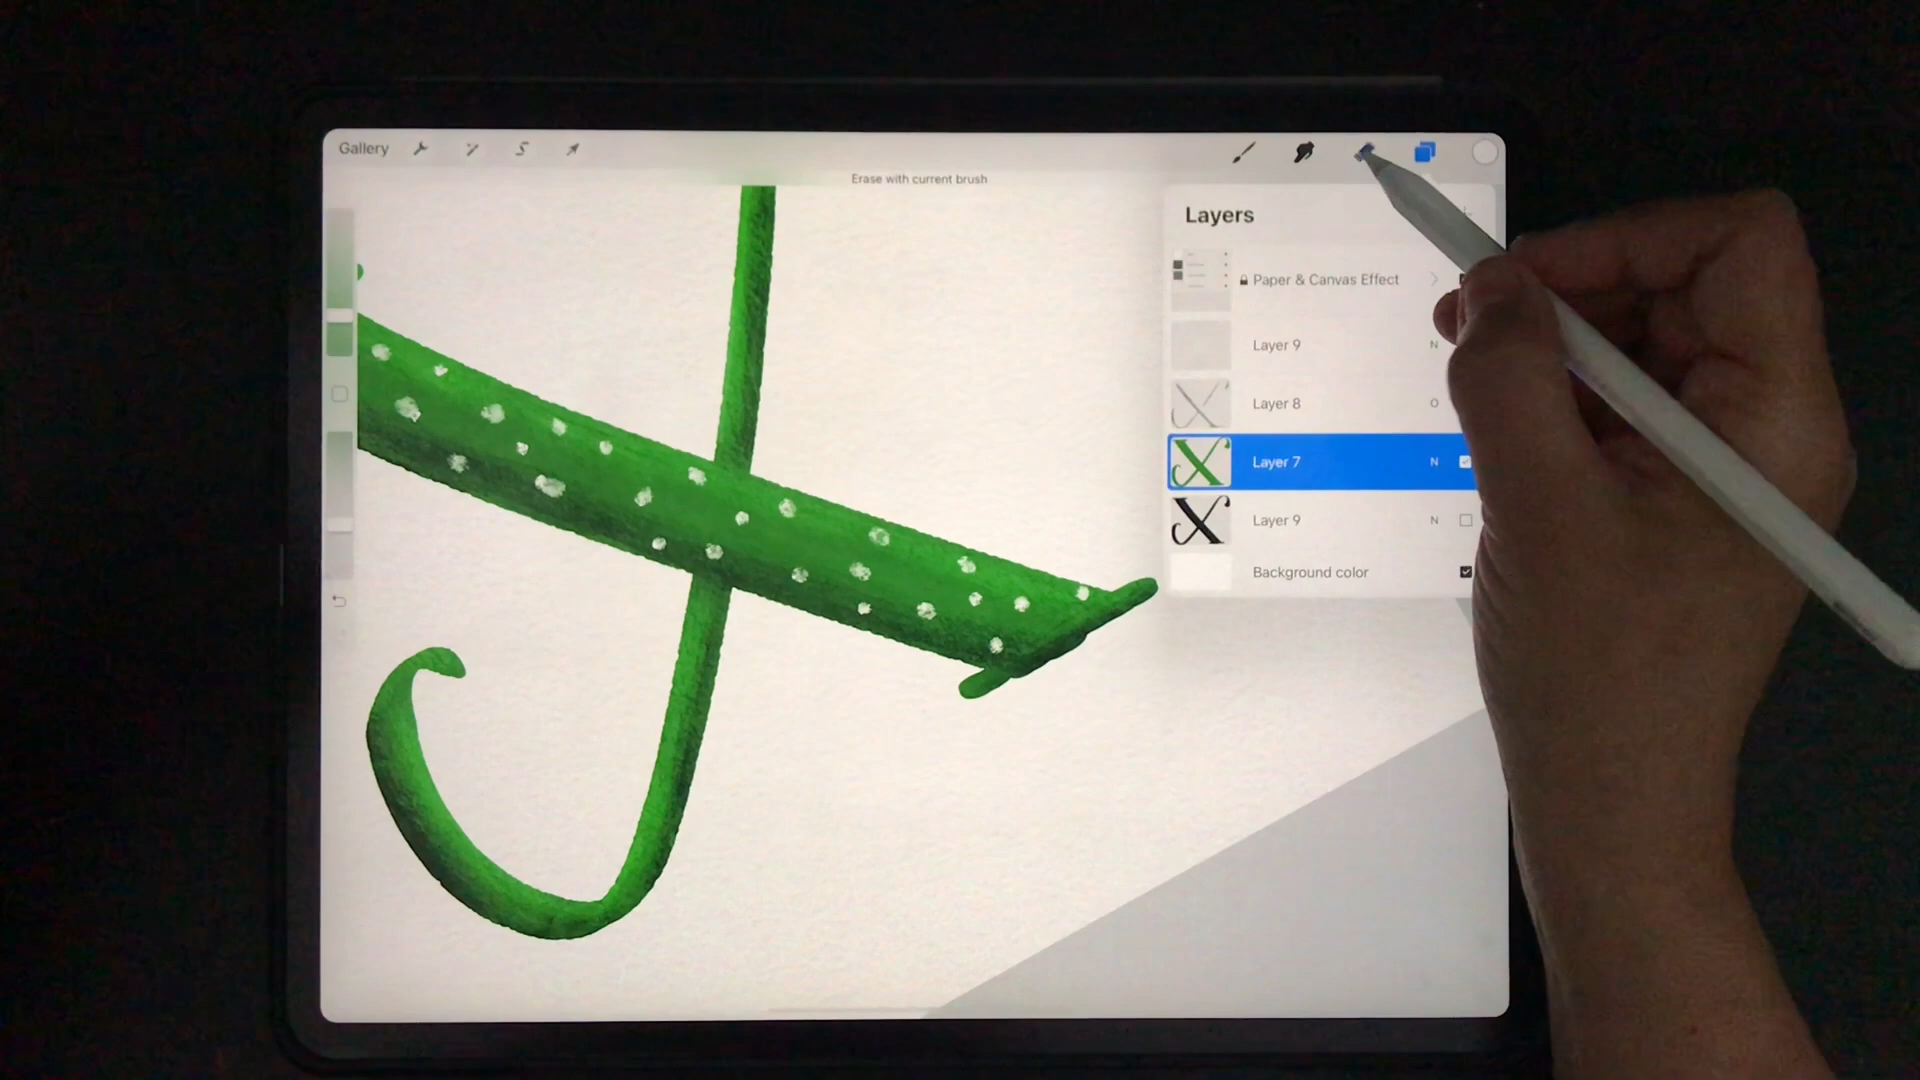 Gallery
Erase with current brush
Layers
Paper & Canvas Effect
Layer 9 N
Layer 8 O
Layer 7 N
Layer 9 N
Background color